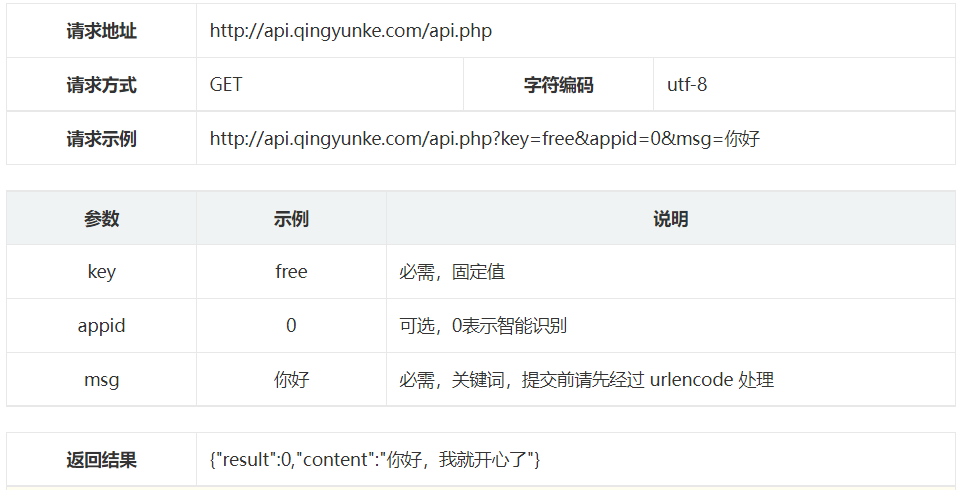 请求地址 http://api.qingyunke.com/api.php
请求方式 GET 字符编码 utf-8
请求示例 http://api.qingyunke.com/api.php?key=free&appid=0&msg=你好
参数 示例 说明
key free 必需，固定值
appid 0 可选，0表示智能识别
msg 你好 必需，关键词，提交前请先经过 urlencode 处理
返回结果 {"result":0,"content":"你好，我就开心了"}